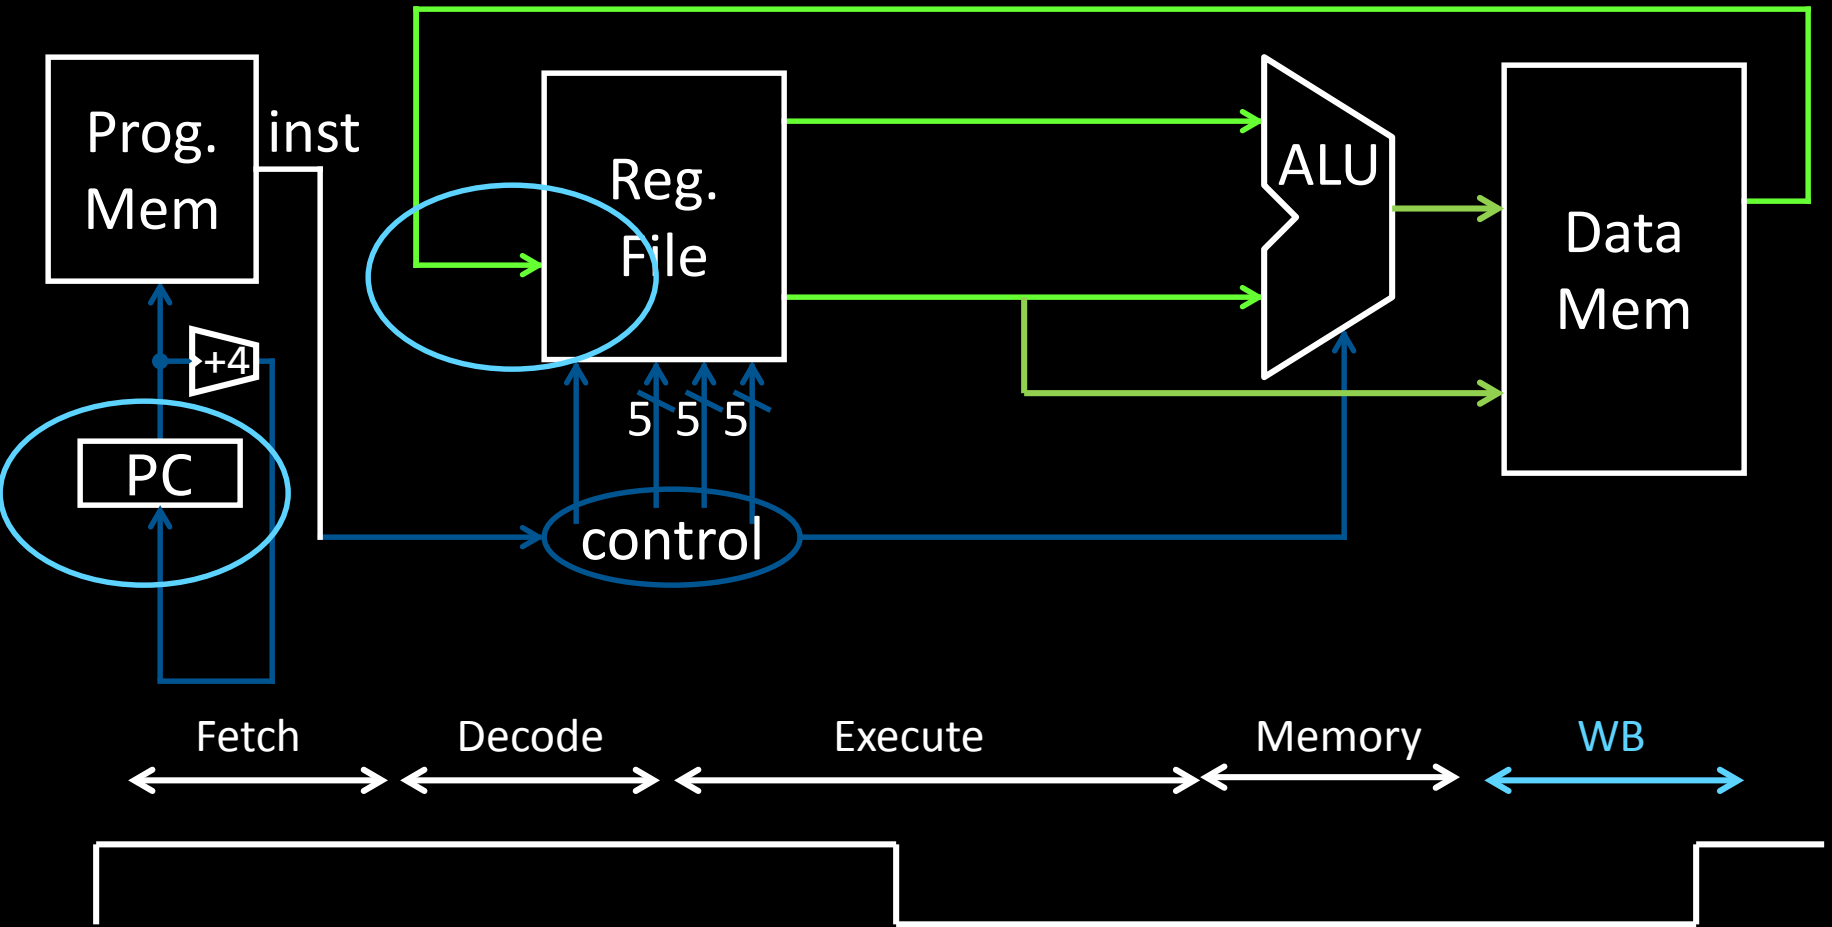 Prog.
Mem
inst
Reg.
File
ALU
Data
Mem
+4
PC
5 5 5
control
Fetch Decode Execute Memory WB